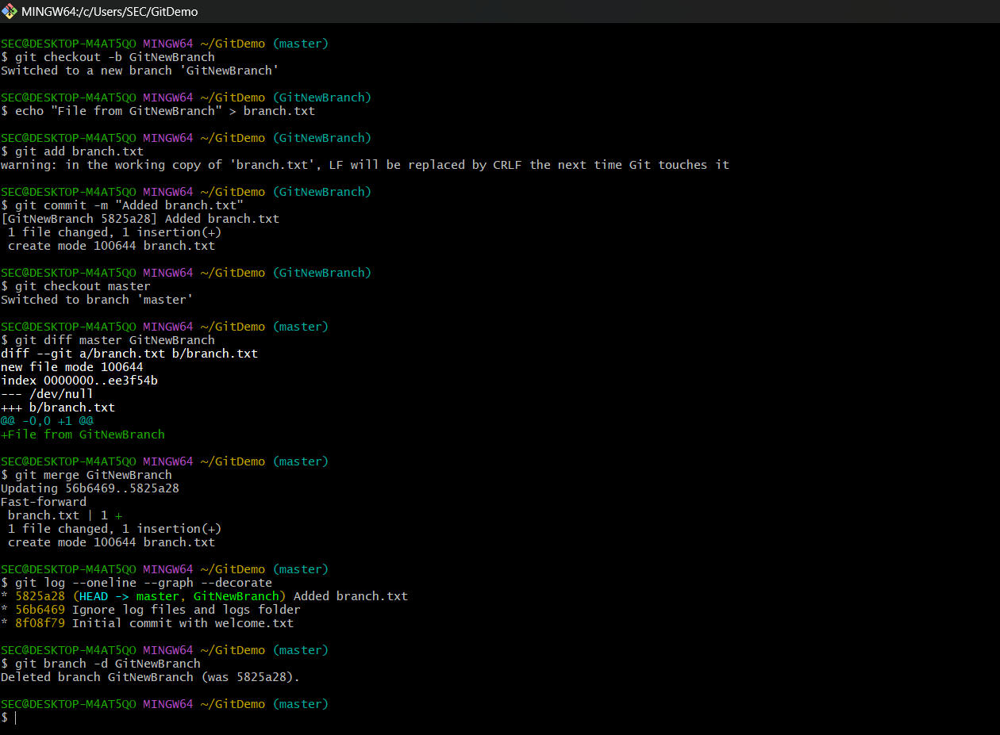 MINGW64:/c/Users/SEC/GitDemo
SEC@DESKTOP-M4AT5QO MINGW64 ~/GitDemo (master)
$ git checkout -b GitNewBranch
Switched to a new branch 'GitNewBranch'
SEC@DESKTOP-M4AT5QO MINGW64 ~/GitDemo (GitNewBranch)
$ echo "File from GitNewBranch" > branch.txt
SEC@DESKTOP-M4AT5QO MINGW64 ~/GitDemo (GitNewBranch)
$ git add branch.txt
warning: in the working copy of 'branch.txt', LF will be replaced by CRLF the next time Git touches it
SEC@DESKTOP-M4AT5QO MINGW64 ~/GitDemo (GitNewBranch)
$ git commit -m "Added branch.txt"
[GitNewBranch 5825a28] Added branch.txt
 1 file changed, 1 insertion(+)
 create mode 100644 branch.txt
SEC@DESKTOP-M4AT5QO MINGW64 ~/GitDemo (GitNewBranch)
$ git checkout master
Switched to branch 'master'
SEC@DESKTOP-M4AT5QO MINGW64 ~/GitDemo (master)
$ git diff master GitNewBranch
diff --git a/branch.txt b/branch.txt
new file mode 100644
index 0000000..ee3f54b
--- /dev/null
+++ b/branch.txt
@@ -0,0 +1 @@
+File from GitNewBranch
SEC@DESKTOP-M4AT5QO MINGW64 ~/GitDemo (master)
$ git merge GitNewBranch
Updating 56b6469..5825a28
Fast-forward
 branch.txt | 1 +
 1 file changed, 1 insertion(+)
 create mode 100644 branch.txt
SEC@DESKTOP-M4AT5QO MINGW64 ~/GitDemo (master)
$ git log --oneline --graph --decorate
* 5825a28 (HEAD -> master, GitNewBranch) Added branch.txt
* 56b6469 Ignore log files and logs folder
* 8f08f79 Initial commit with welcome.txt
SEC@DESKTOP-M4AT5QO MINGW64 ~/GitDemo (master)
$ git branch -d GitNewBranch
Deleted branch GitNewBranch (was 5825a28).
SEC@DESKTOP-M4AT5QO MINGW64 ~/GitDemo (master)
$